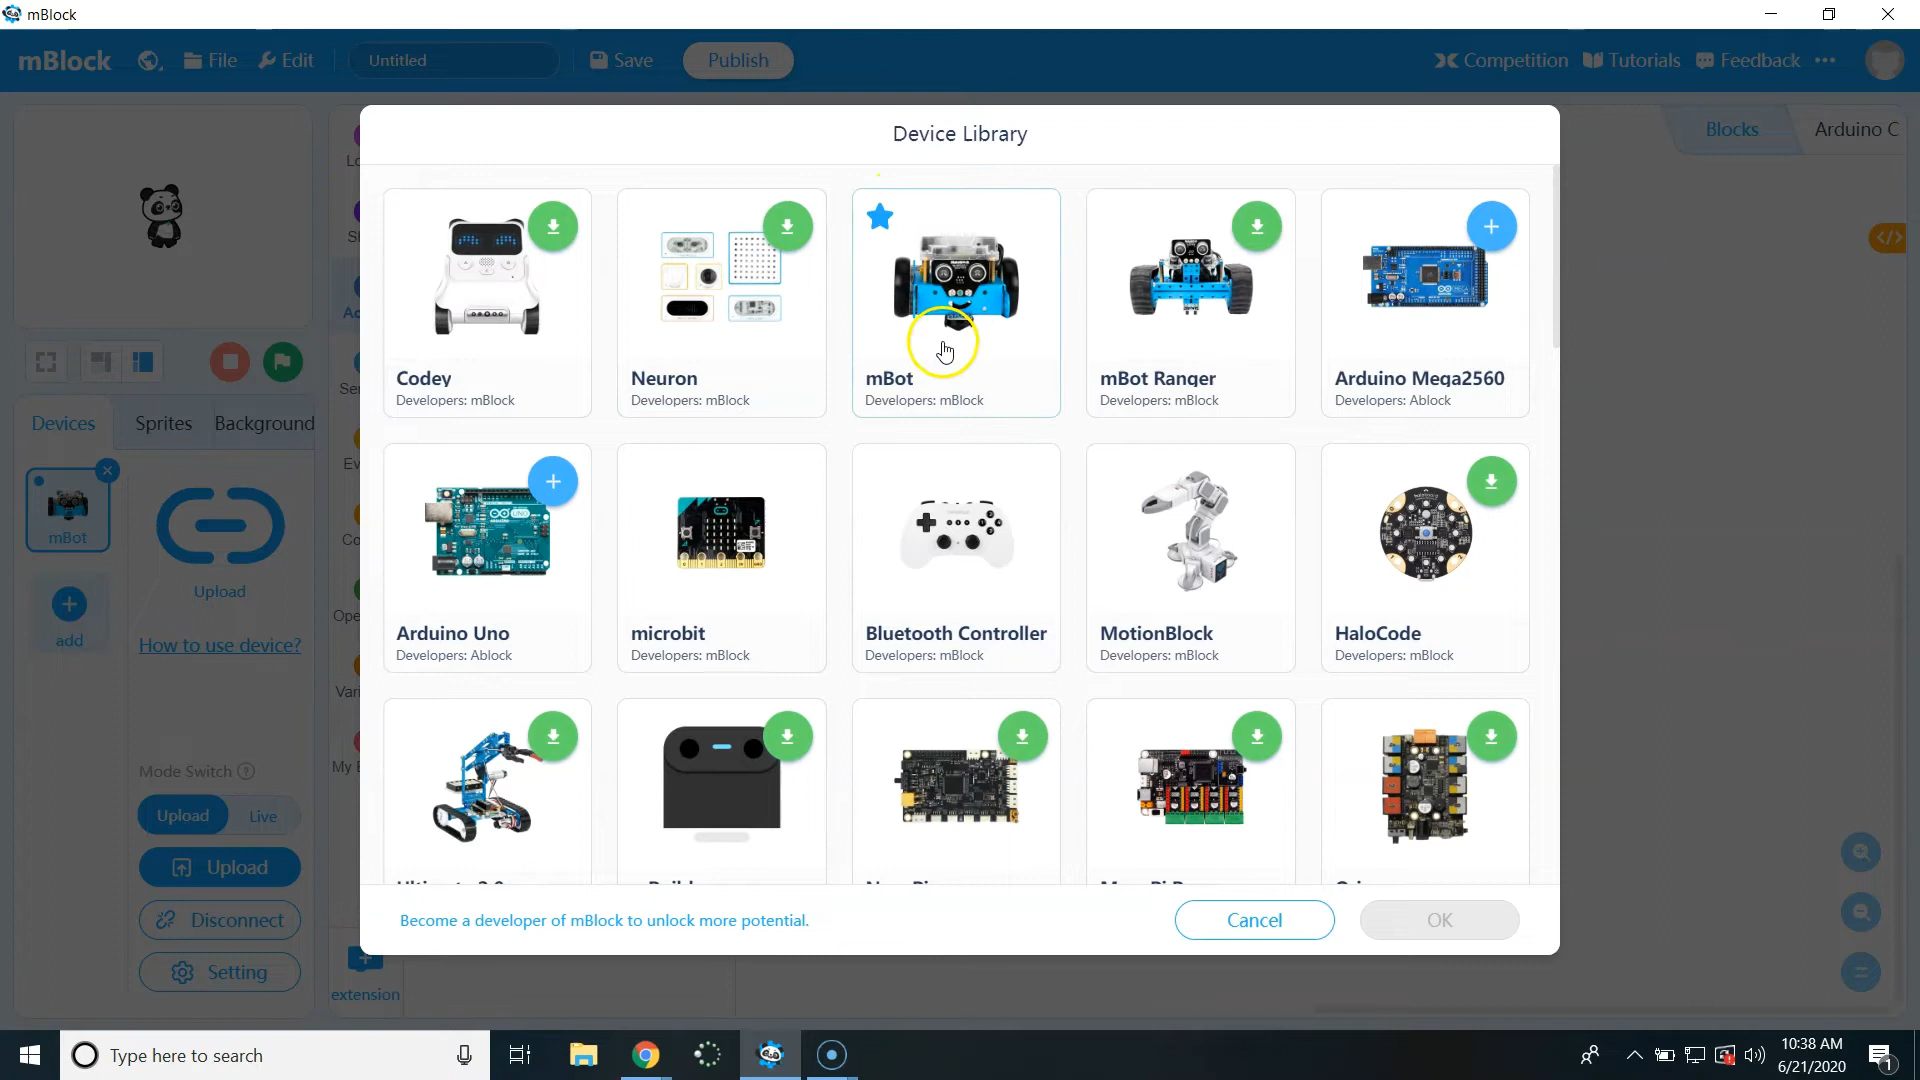 mBlock
mBlock File Edit Untitled Save Publish Competition Tutorials Feedback
Device Library
Blocks Arduino C
Codey
Developers: mBlock
Neuron
Developers: mBlock
mBot
Developers: mBlock
mBot Ranger
Developers: mBlock
Arduino Mega2560
Developers: Ablock
Devices Sprites Background
mBot
add
Upload
How to use device?
Mode Switch ?
Upload Live
Upload
Disconnect
Setting
extension
Arduino Uno
Developers: Ablock
microbit
Developers: mBlock
Bluetooth Controller
Developers: mBlock
MotionBlock
Developers: mBlock
HaloCode
Developers: mBlock
Become a developer of mBlock to unlock more potential.
Cancel OK
Type here to search
10:38 AM
6/21/2020
1